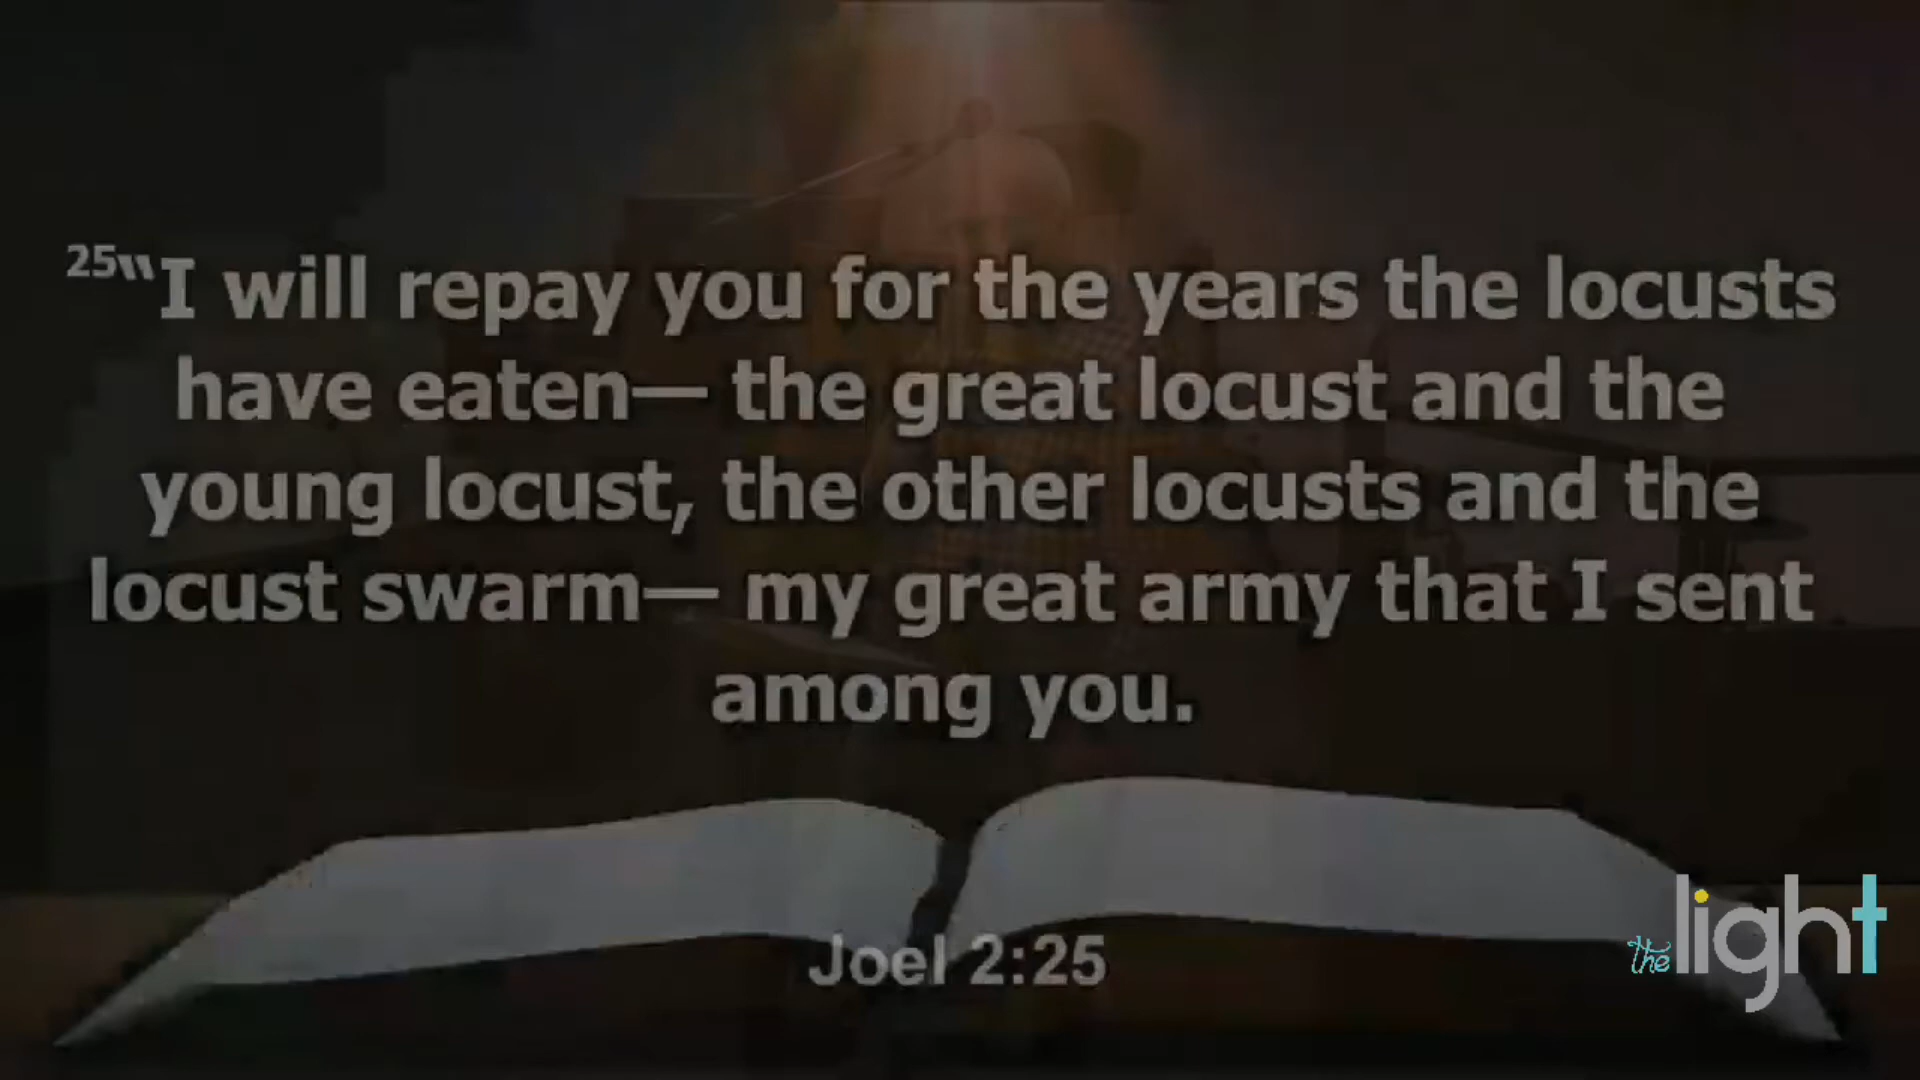 25“I will repay you for the years the locusts
have eaten— the great locust and the
young locust, the other locusts and the
locust swarm— my great army that I sent
among you.
Joel 2:25
the light